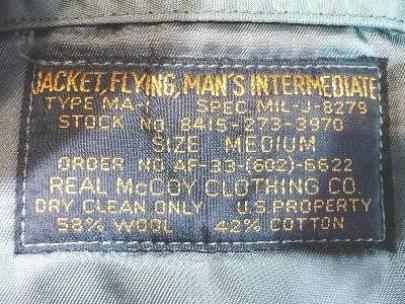 JACKET, FLYING, MAN'S INTERMEDIATE
TYPE MA-1 SPEC. MIL-J-8279
STOCK No. 8415-273-3970
SIZE MEDIUM
ORDER NO. AF-33-(602)-6622
REAL McCOY CLOTHING CO.
DRY CLEAN ONLY U.S. PROPERTY
58% WOOL 42% COTTON